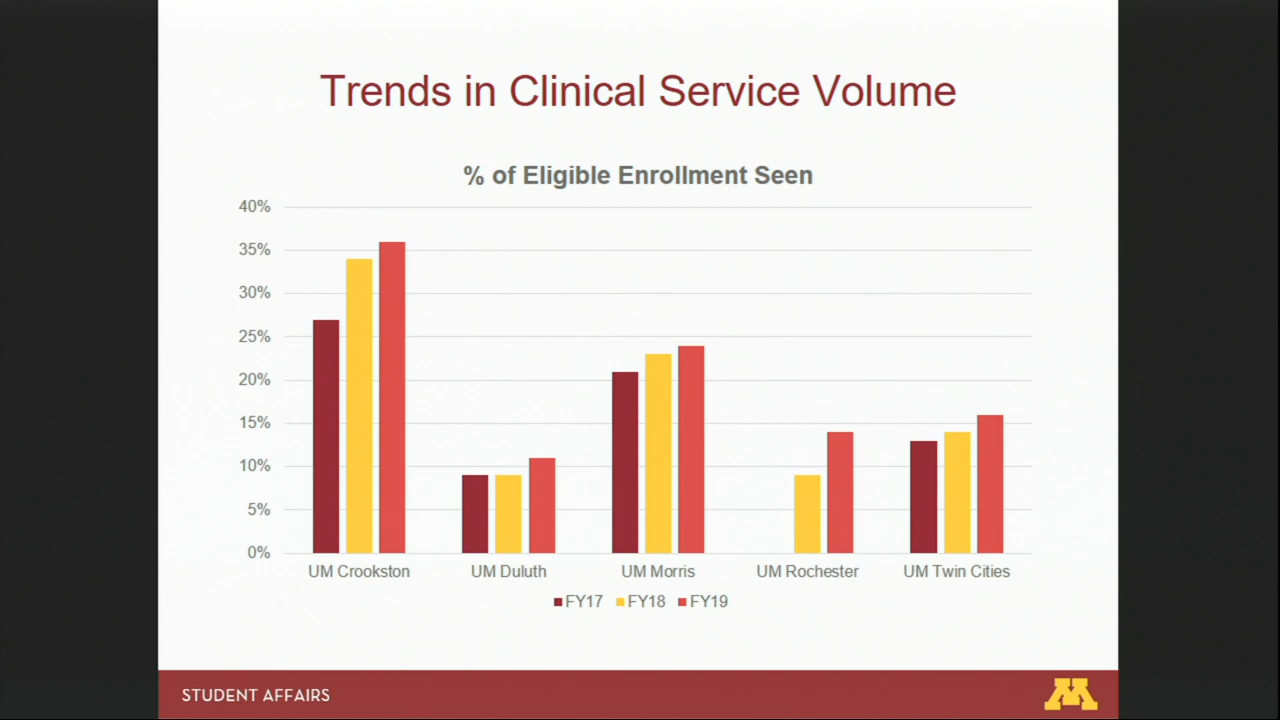 Trends in Clinical Service Volume
% of Eligible Enrollment Seen
40%
35%
30%
25%
20%
15%
10%
5%
0%
UM Crookston UM Duluth UM Morris UM Rochester UM Twin Cities
FY17 FY18 FY19
STUDENT AFFAIRS M